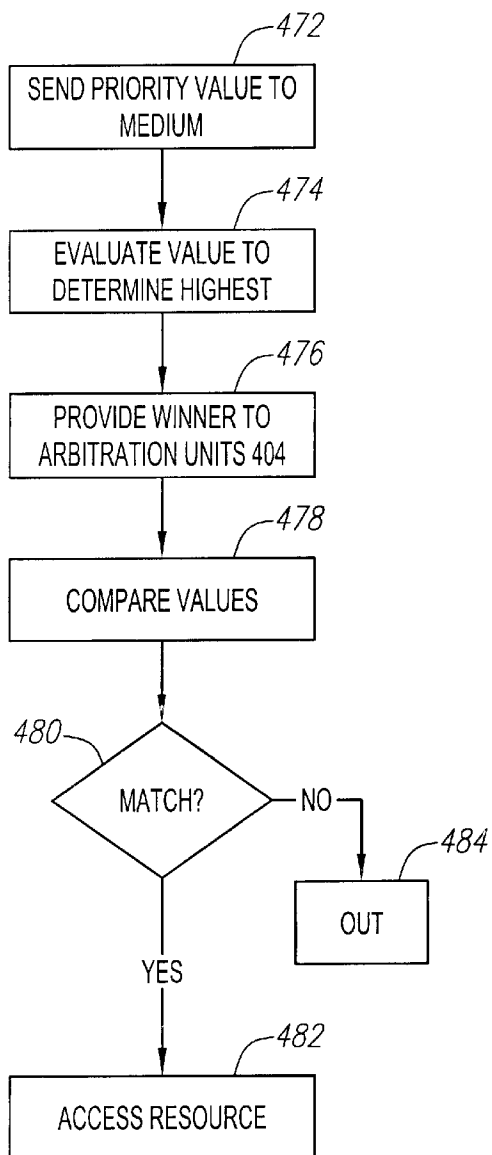 472
SEND PRIORITY VALUE TO
MEDIUM
474
EVALUATE VALUE TO
DETERMINE HIGHEST
476
PROVIDE WINNER TO
ARBITRATION UNITS 404
478
COMPARE VALUES
480
MATCH?
NO
484
OUT
YES
482
ACCESS RESOURCE